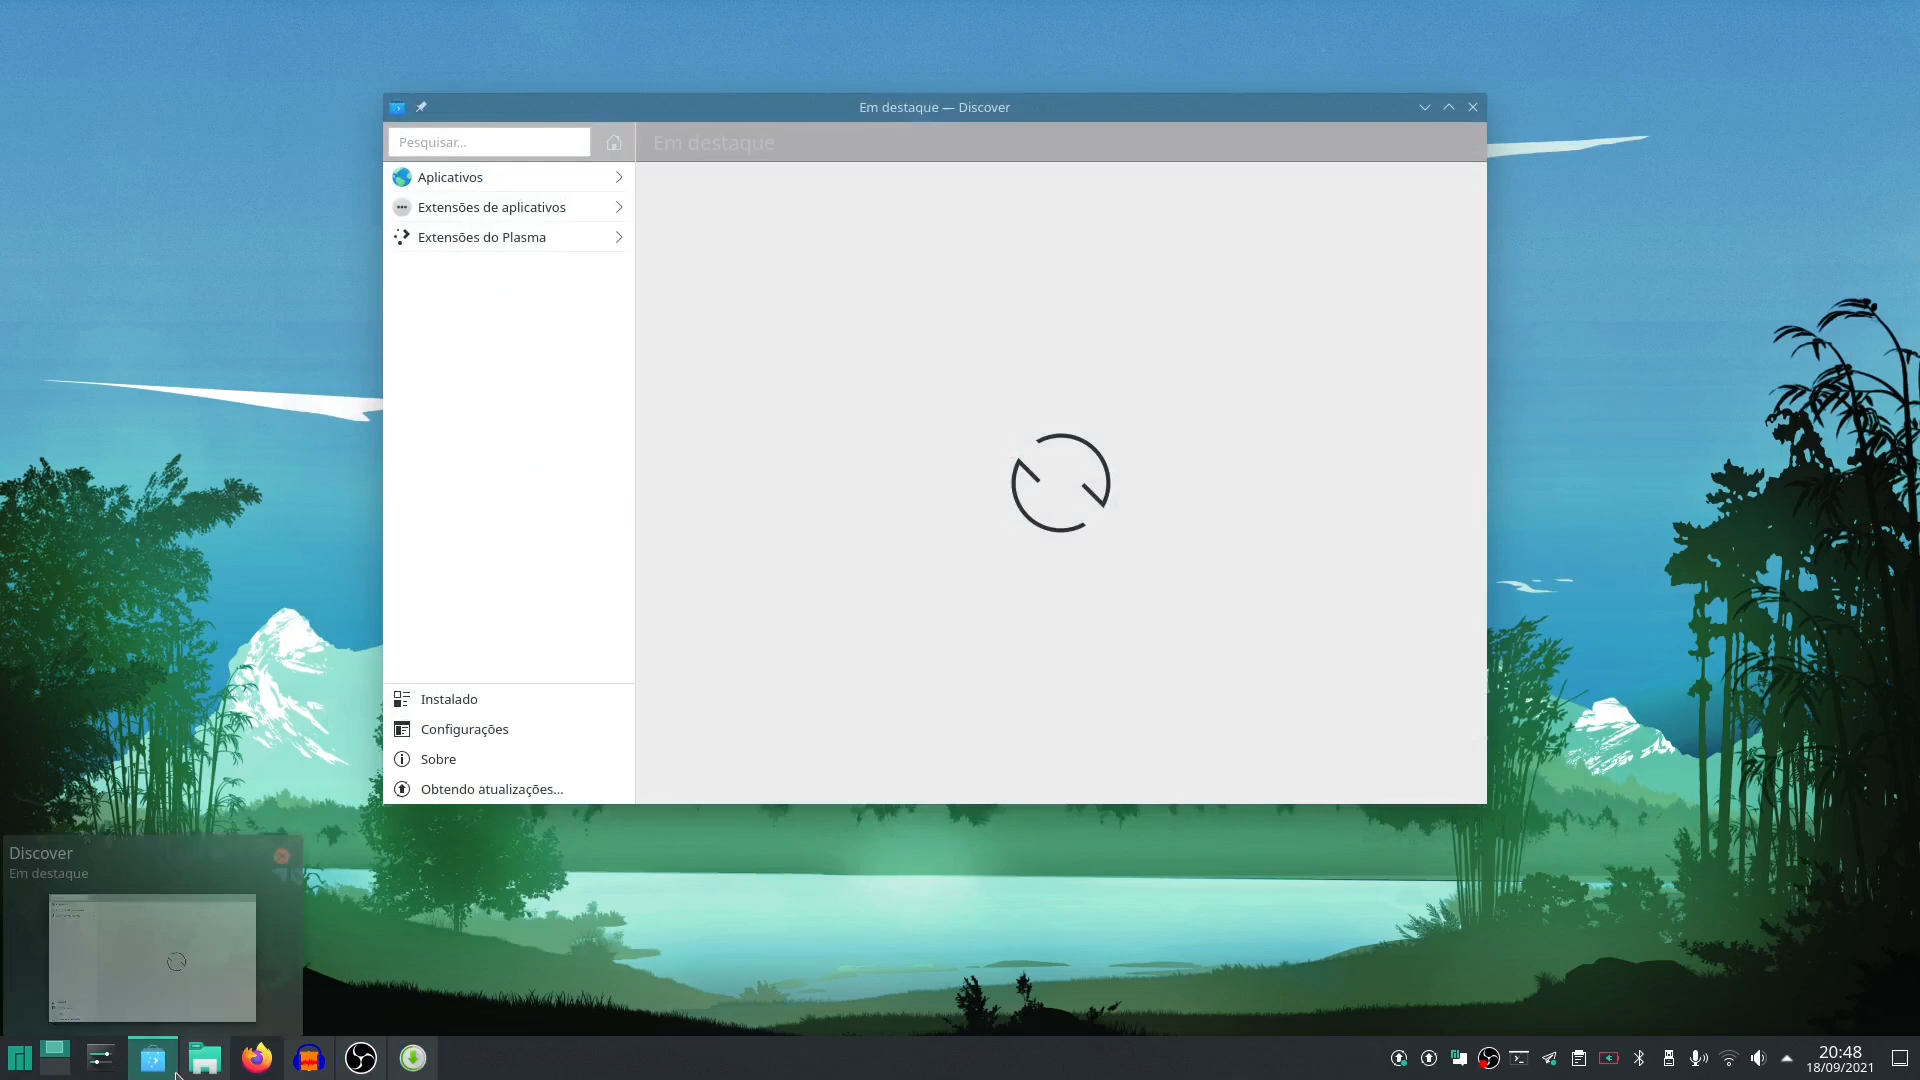 Em destaque — Discover
Pesquisar...
Em destaque
Aplicativos
Extensões de aplicativos
Extensões do Plasma
Instalado
Configurações
Sobre
Obtendo atualizações...
Discover
Em destaque
20:48
18/09/2021